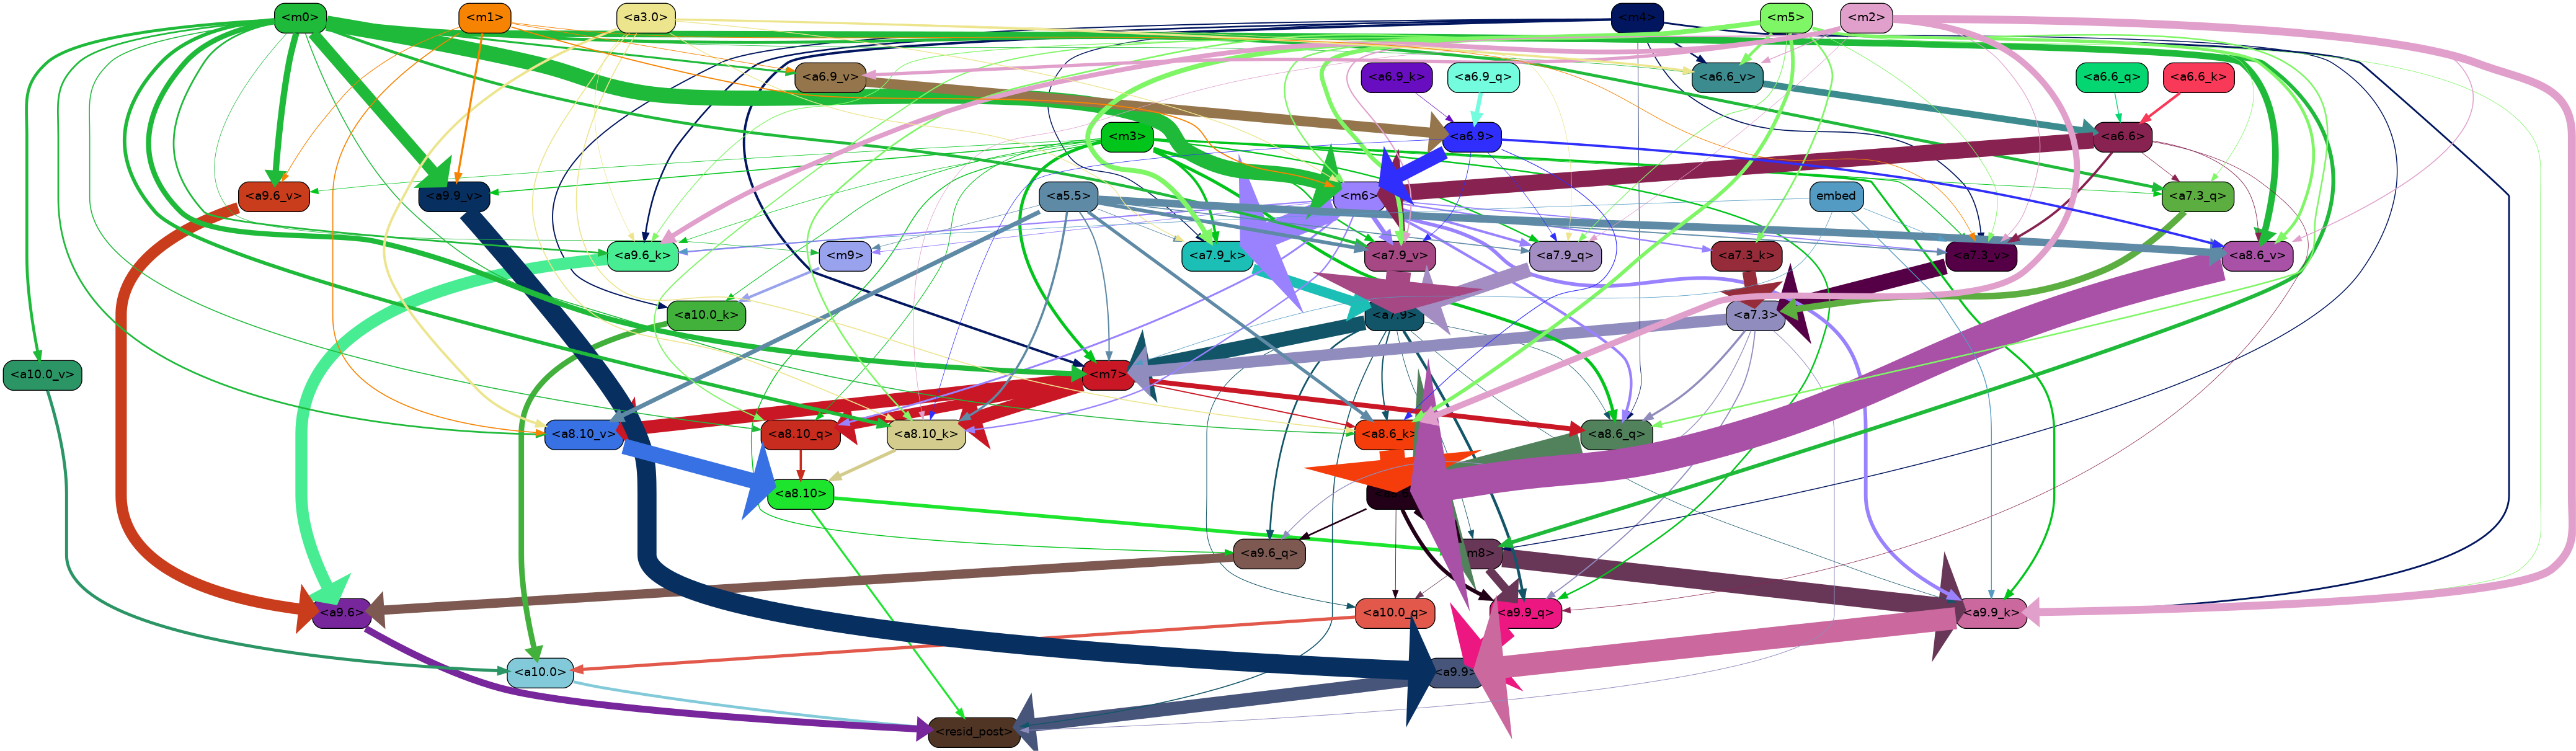 <m0> <m1> <a3.0> <m4> <m5> <m2>
<a6.9_v> <a6.9_k> <a6.9_q> <a6.6_v> <a6.6_q> <a6.6_k>
<m3> <a6.9> <a6.6>
<a9.6_v> <a9.9_v> <a5.5> <m6> embed <a7.3_q>
<a9.6_k> <m9> <a7.9_k> <a7.9_v> <a7.9_q> <a7.3_k> <a7.3_v> <a8.6_v>
<a10.0_k> <a7.9> <a7.3>
<a10.0_v> <m7>
<a8.10_v> <a8.10_q> <a8.10_k> <a8.6_k> <a8.6_q>
<a8.10>
<a9.6_q> <m8>
<a9.6> <a10.0_q> <a9.9_q> <a9.9_k>
<a10.0> <a9.9>
<resid_post>